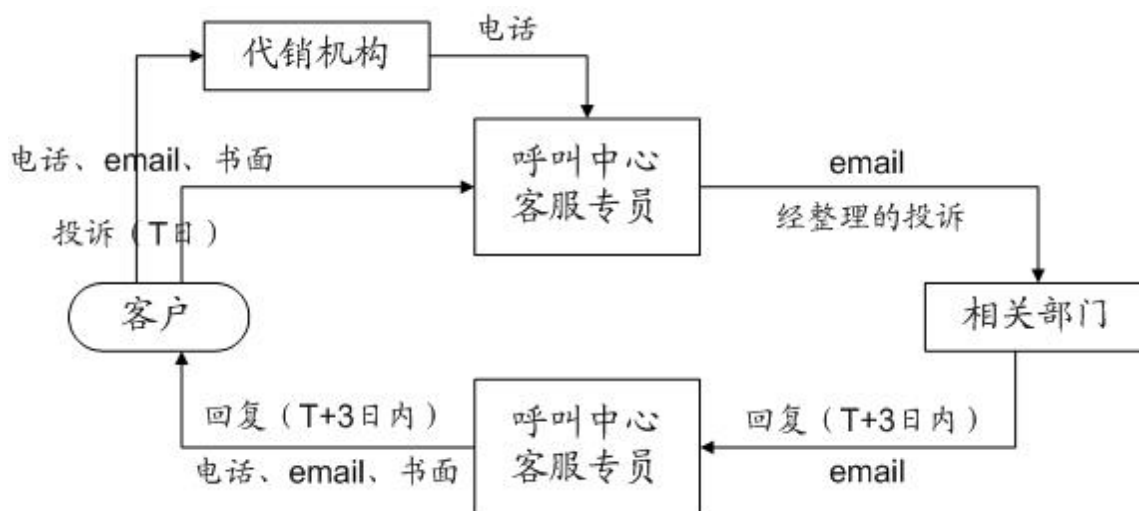 电话
代销机构
呼叫中心
客服专员
电话、email、书面
email
经整理的投诉
投诉（T日）
客户
相关部门
回复（T+3日内）
电话、email、书面
呼叫中心
客服专员
回复（T+3日内）
email